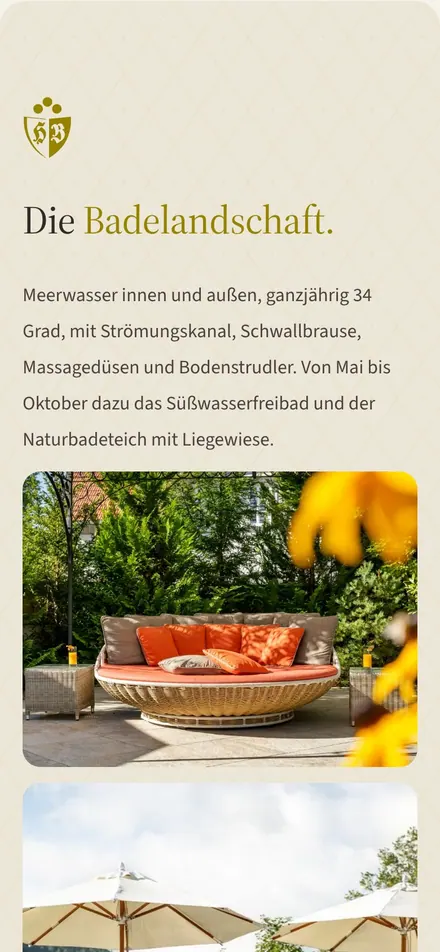 HB
Die Badelandschaft.
Meerwasser innen und außen, ganzjährig 34
Grad, mit Strömungskanal, Schwallbrause,
Massagedüsen und Bodenstrudler. Von Mai bis
Oktober dazu das Süßwasserfreibad und der
Naturbadeteich mit Liegewiese.